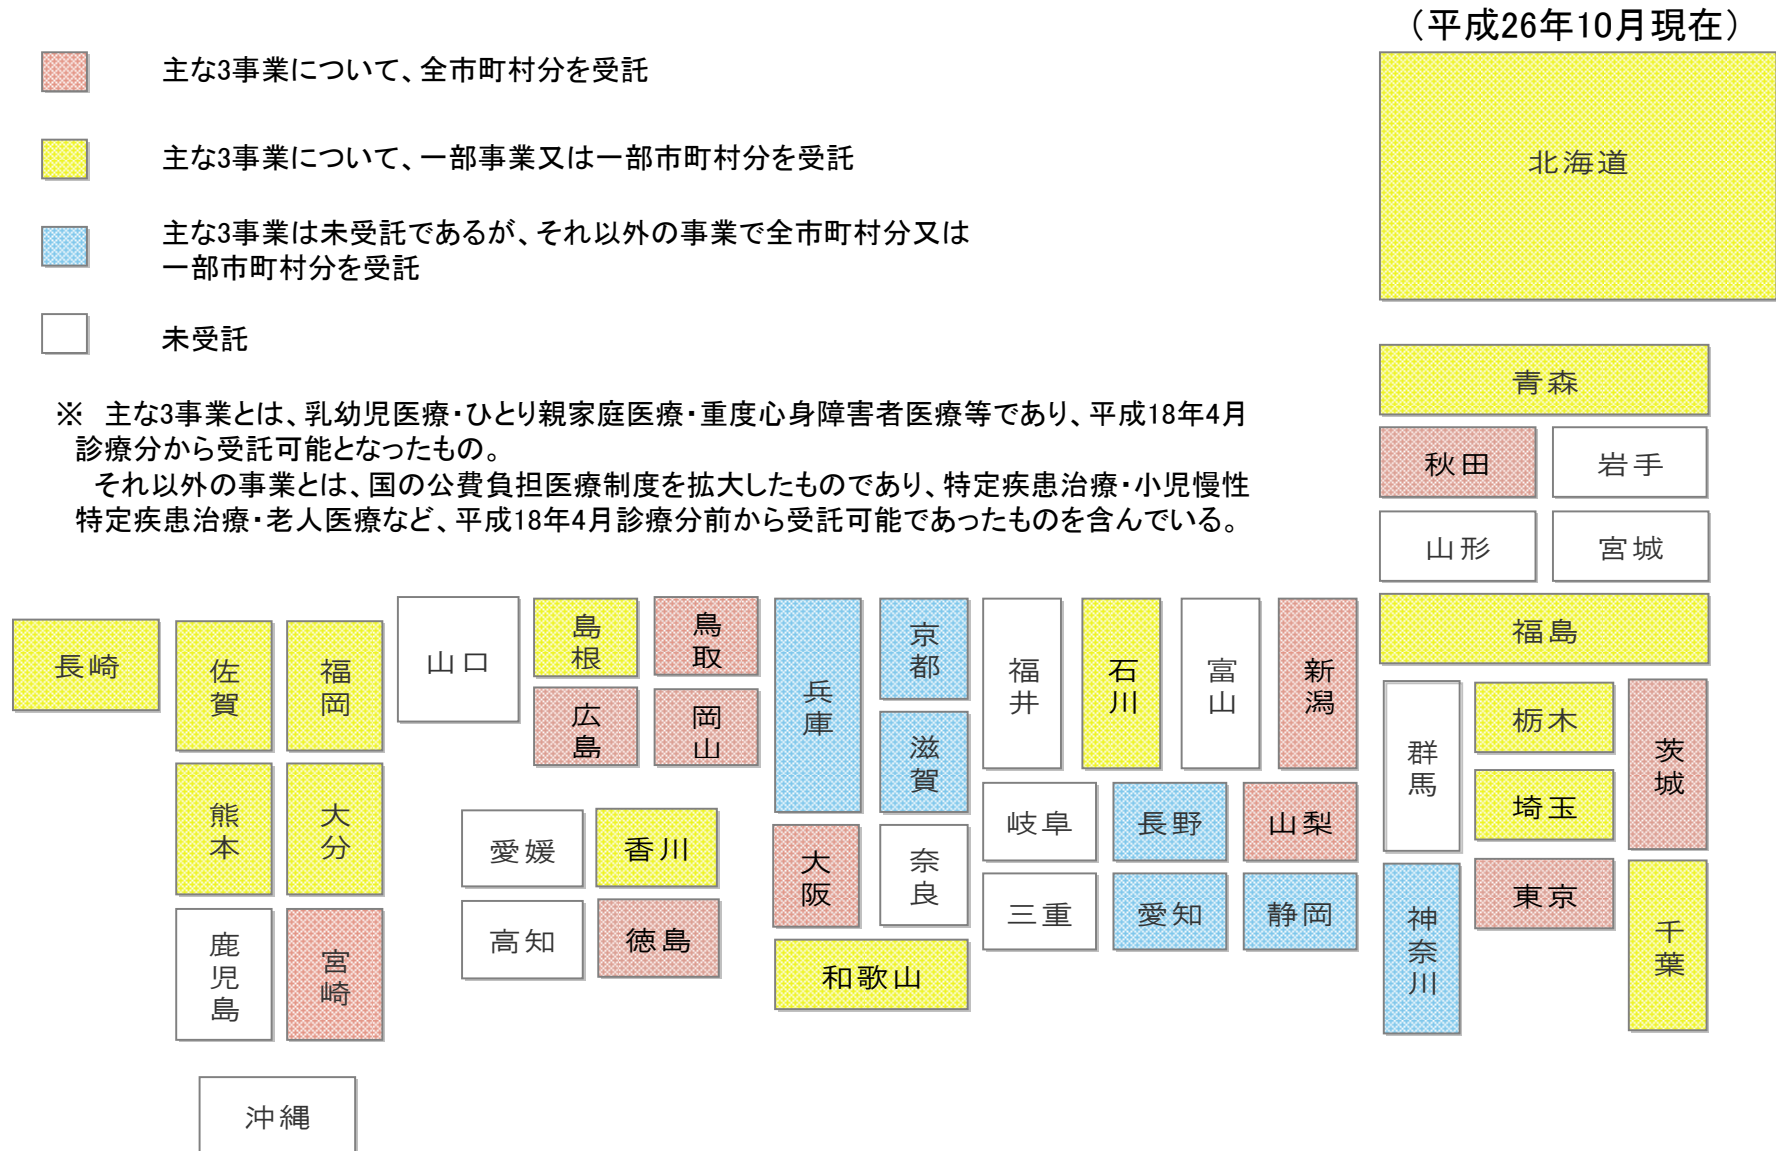 （平成26年10月現在）
主な3事業について、全市町村分を受託
主な3事業について、一部事業又は一部市町村分を受託
主な3事業は未受託であるが、それ以外の事業で全市町村分又は
一部市町村分を受託
未受託
※　主な3事業とは、乳幼児医療・ひとり親家庭医療・重度心身障害者医療等であり、平成18年4月
診療分から受託可能となったもの。
それ以外の事業とは、国の公費負担医療制度を拡大したものであり、特定疾患治療・小児慢性
特定疾患治療・老人医療など、平成18年4月診療分前から受託可能であったものを含んでいる。
北海道
青森
秋田
岩手
山形
宮城
福島
長崎
佐賀
福岡
熊本
大分
鹿児島
宮崎
沖縄
山口
島根
鳥取
広島
岡山
愛媛
香川
高知
徳島
兵庫
京都
滋賀
大阪
奈良
和歌山
福井
石川
富山
新潟
岐阜
長野
山梨
三重
愛知
静岡
群馬
栃木
茨城
埼玉
東京
神奈川
千葉